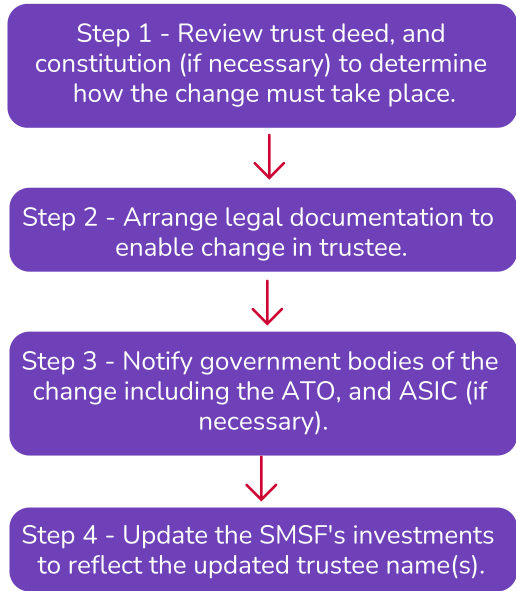 Step 1 - Review trust deed, and
constitution (if necessary) to determine
how the change must take place.
Step 2 - Arrange legal documentation to
enable change in trustee.
Step 3 - Notify government bodies of the
change including the ATO, and ASIC (if
necessary).
Step 4 - Update the SMSF's investments
to reflect the updated trustee name(s).